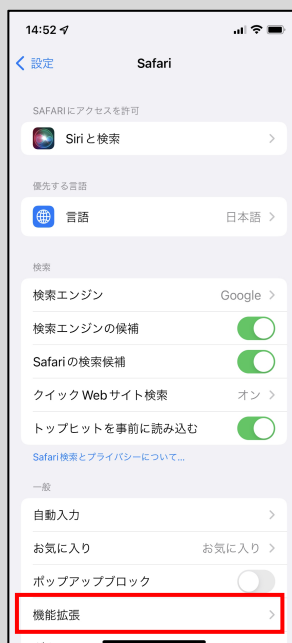 14:52
設定 Safari
SAFARIにアクセスを許可
Siriと検索
優先する言語
言語 日本語
検索
検索エンジン Google
検索エンジンの候補
Safariの検索候補
クイックWebサイト検索 オン
トップヒットを事前に読み込む
Safari検索とプライバシーについて...
一般
自動入力
お気に入り お気に入り
ポップアップブロック
機能拡張